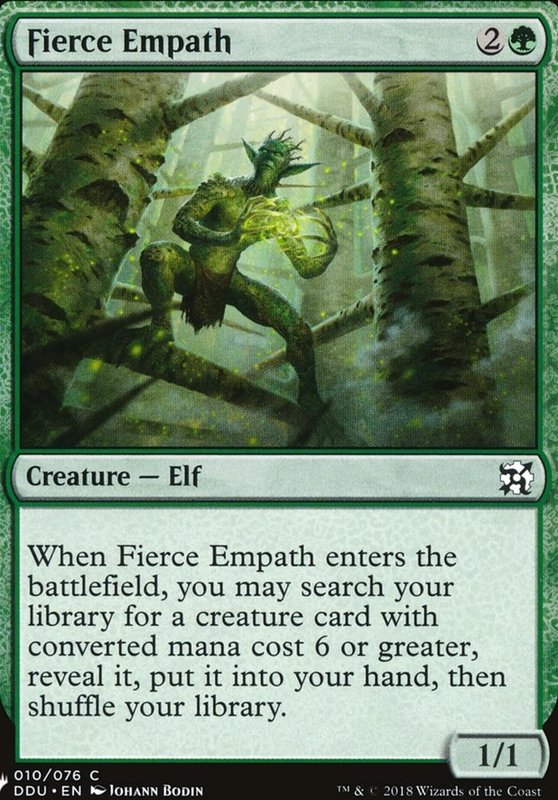 Fierce Empath 2
Creature — Elf
When Fierce Empath enters the
battlefield, you may search your
library for a creature card with
converted mana cost 6 or greater,
reveal it, put it into your hand, then
shuffle your library.
1/1
010/076 C
DDU • EN Johann Bodin
™ & © 2018 Wizards of the Coast